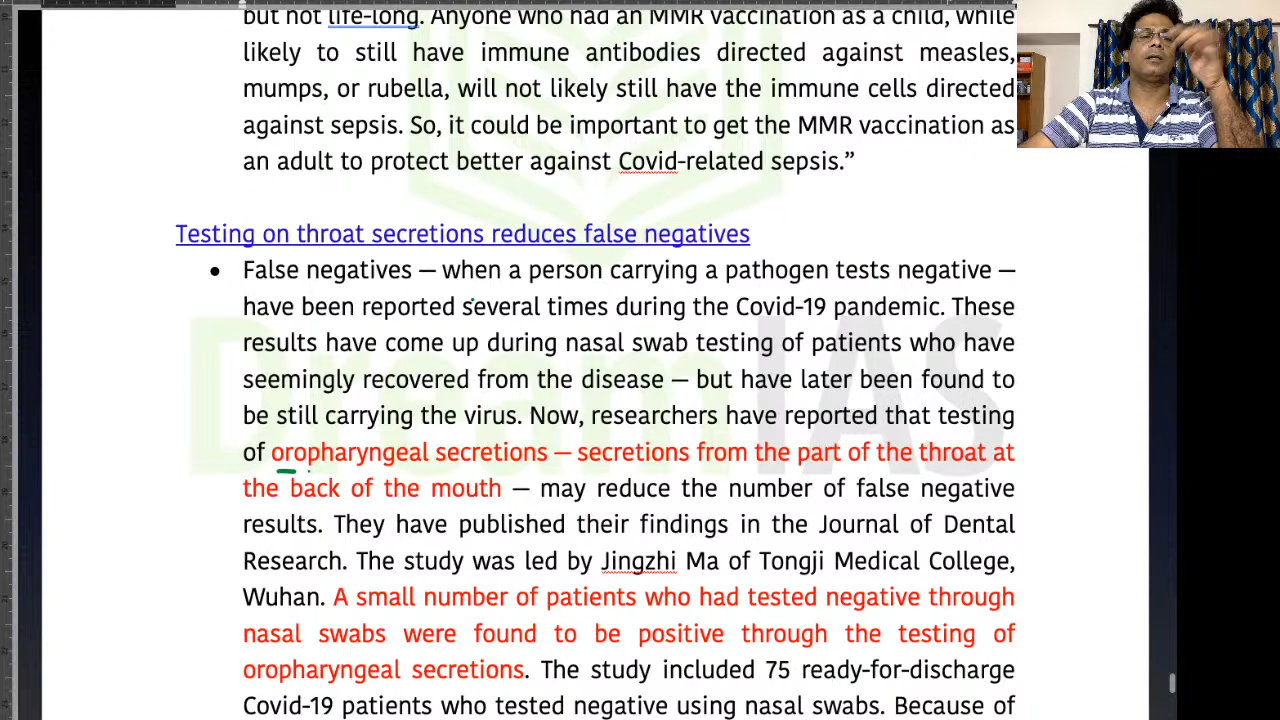 but not life-long. Anyone who had an MMR vaccination as a child, while
likely to still have immune antibodies directed against measles,
mumps, or rubella, will not likely still have the immune cells directed
against sepsis. So, it could be important to get the MMR vaccination as
an adult to protect better against Covid-related sepsis.”
Testing on throat secretions reduces false negatives
• False negatives — when a person carrying a pathogen tests negative —
have been reported several times during the Covid-19 pandemic. These
results have come up during nasal swab testing of patients who have
seemingly recovered from the disease — but have later been found to
be still carrying the virus. Now, researchers have reported that testing
of oropharyngeal secretions — secretions from the part of the throat at
the back of the mouth — may reduce the number of false negative
results. They have published their findings in the Journal of Dental
Research. The study was led by Jingzhi Ma of Tongji Medical College,
Wuhan. A small number of patients who had tested negative through
nasal swabs were found to be positive through the testing of
oropharyngeal secretions. The study included 75 ready-for-discharge
Covid-19 patients who tested negative using nasal swabs. Because of
DreamIAS